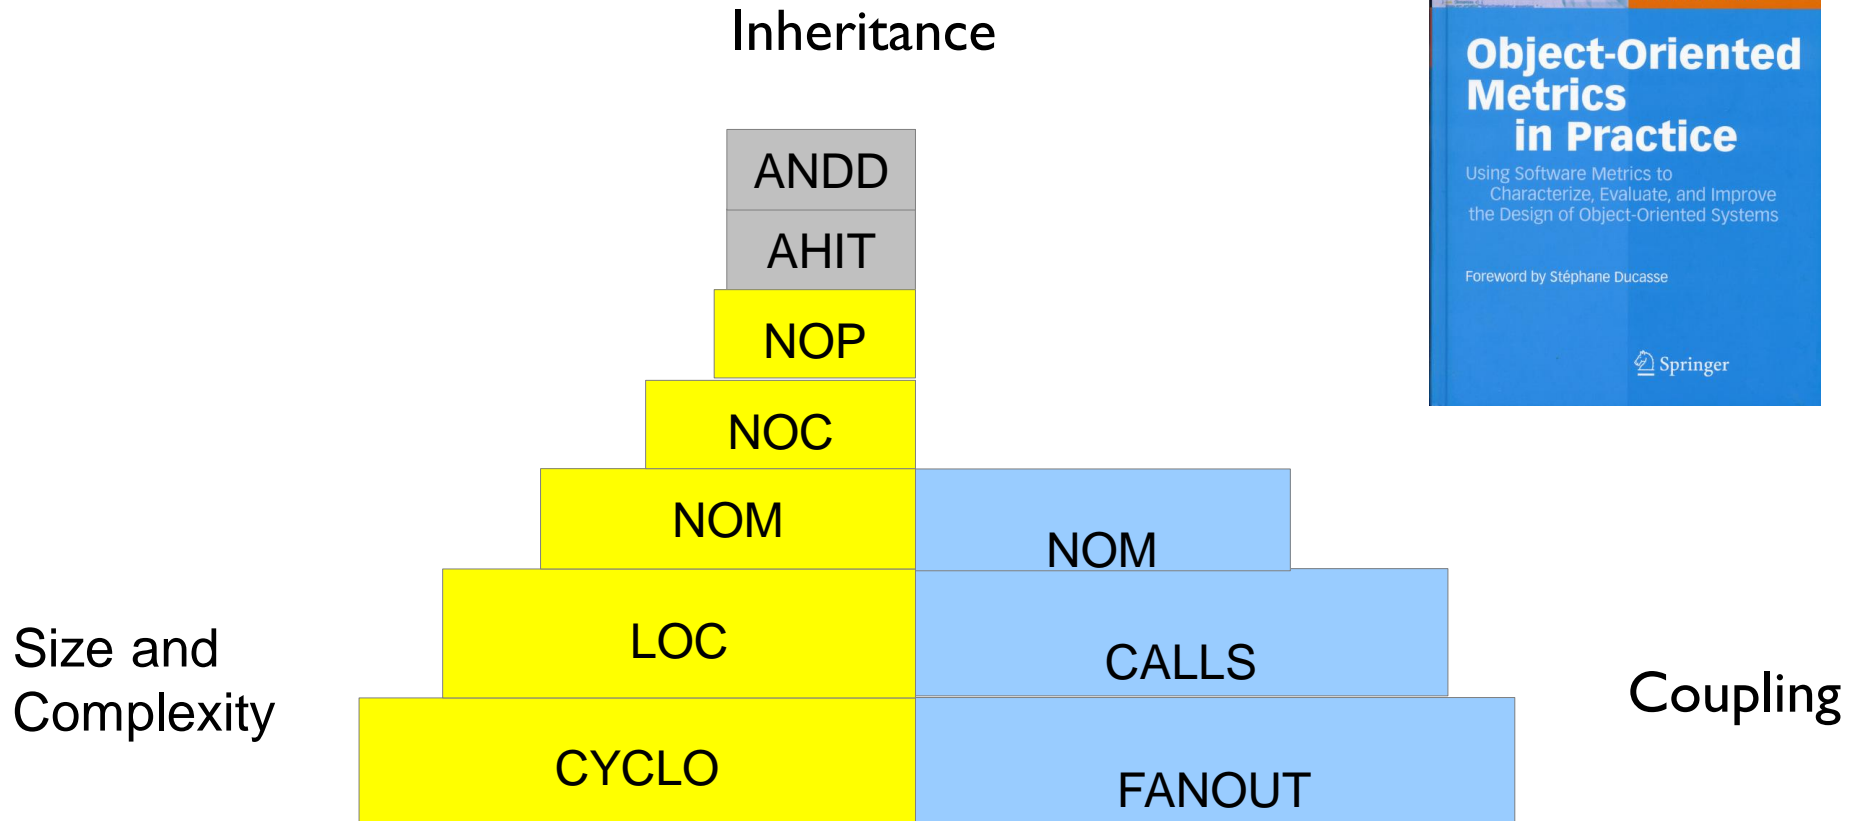 Inheritance
Object-Oriented
Metrics
in Practice
Using Software Metrics to
Characterize, Evaluate, and Improve
the Design of Object-Oriented Systems
Foreword by Stéphane Ducasse
Springer
ANDD
AHIT
NOP
NOC
NOM
NOM
Size and
Complexity
LOC
CALLS
Coupling
CYCLO
FANOUT